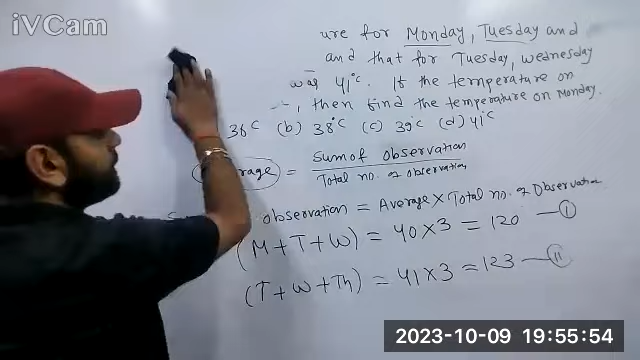 iVCam
ure for Monday, Tuesday and
and that for Tuesday, wednesday
was 41°C. If the temperature on
, then find the temperature on Monday.
36°C (b) 38°C (c) 39°C (d) 41°C
rage = Sum of observation
Total no. of observation
observation = Average × Total no. of Observation
(M+T+W) = 40×3 = 120 — I
(T+W+Th) = 41×3 = 123 — II
2023-10-09 19:55:54